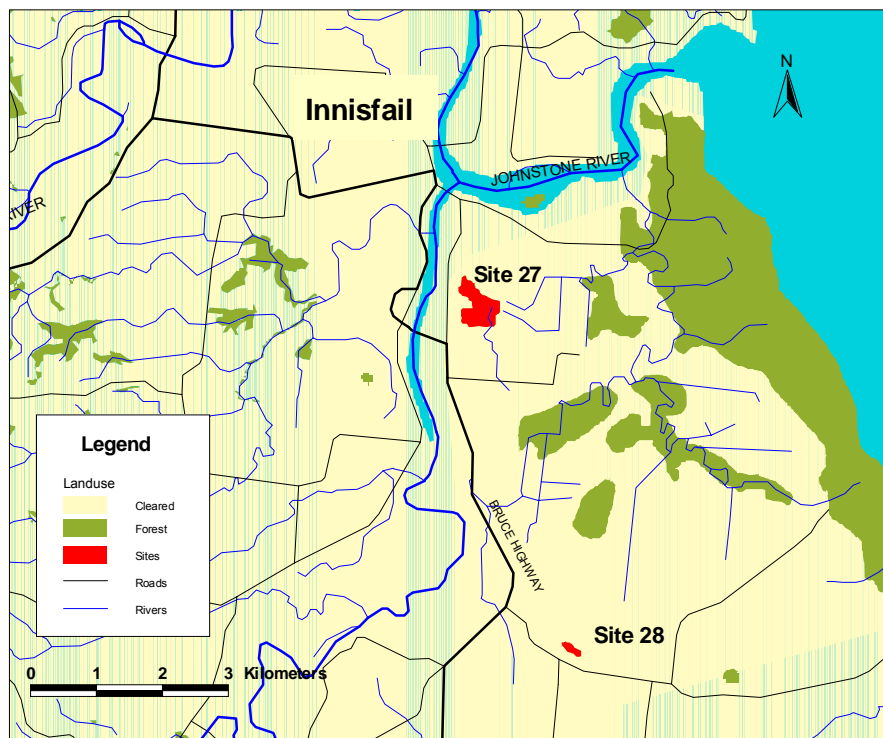 N
Innisfail
JOHNSTONE RIVER
RIVER
Site 27
Legend
Landuse
Cleared
Forest
Sites
Roads
Rivers
BRUCE HIGHWAY
Site 28
0 1 2 3 Kilometers